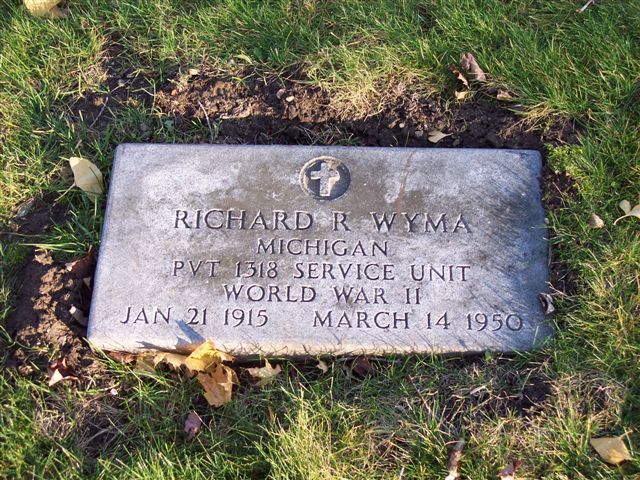 RICHARD R WYMA
MICHIGAN
PVT 1318 SERVICE UNIT
WORLD WAR II
JAN 21 1915 MARCH 14 1950